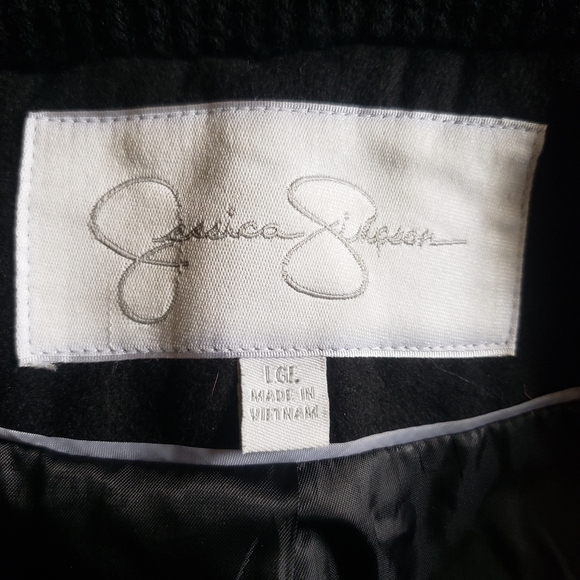 Jessica Simpson
LGE.
MADE IN
VIETNAM